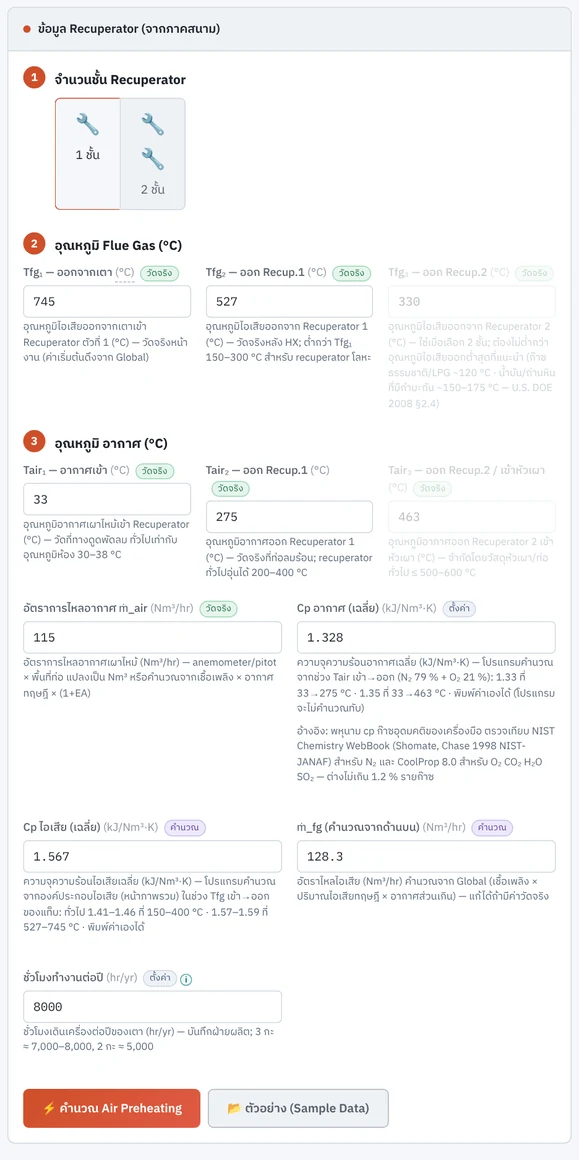 ข้อมูล Recuperator (จากภาคสนาม)
1 จำนวนชั้น Recuperator
1 ชั้น
2 ชั้น
2 อุณหภูมิ Flue Gas (°C)
Tfg₁ — ออกจากเตา (°C) วัดจริง
745
อุณหภูมิไอเสียออกจากเตาเข้า
Recuperator ตัวที่ 1 (°C) — วัดจริงหน้า
งาน (ค่าเริ่มต้นดึงจาก Global)
Tfg₂ — ออก Recup.1 (°C) วัดจริง
527
อุณหภูมิไอเสียออกจาก Recuperator 1
(°C) — วัดจริงหลัง HX; ต่ำกว่า Tfg₁
150–300 °C สำหรับ recuperator โลหะ
Tfg₃ — ออก Recup.2 (°C) วัดจริง
330
อุณหภูมิไอเสียออกจาก Recuperator 2
(°C) — ใช้เมื่อเลือก 2 ชั้น; ต้องไม่ต่ำกว่า
อุณหภูมิไอเสียออกต่ำสุดที่แนะนำ (ก๊าซ
ธรรมชาติ/LPG ~120 °C · น้ำมัน/ถ่านหิน
ที่มีกำมะถัน ~150–175 °C — U.S. DOE
2008 §2.4)
3 อุณหภูมิ อากาศ (°C)
Tair₁ — อากาศเข้า (°C) วัดจริง
33
อุณหภูมิอากาศเผาไหม้เข้า Recuperator
(°C) — วัดที่ทางดูดพัดลม ทั่วไปเท่ากับ
อุณหภูมิห้อง 30–38 °C
Tair₂ — ออก Recup.1 (°C)
วัดจริง
275
อุณหภูมิอากาศออก Recuperator 1
(°C) — วัดจริงที่ท่อลมร้อน; recuperator
ทั่วไปอุ่นได้ 200–400 °C
Tair₃ — ออก Recup.2 / เข้าหัวเผา
(°C) วัดจริง
463
อุณหภูมิอากาศออก Recuperator 2 เข้า
หัวเผา (°C) — จำกัดโดยวัสดุหัวเผา/ท่อ
ทั่วไป ≤ 500–600 °C
อัตราการไหลอากาศ ṁ_air (Nm³/hr) วัดจริง
115
อัตราการไหลอากาศเผาไหม้ (Nm³/hr) — anemometer/pitot
× พื้นที่ท่อ แปลงเป็น Nm³ หรือคำนวณจากเชื้อเพลิง × อากาศ
ทฤษฎี × (1+EA)
Cp อากาศ (เฉลี่ย) (kJ/Nm³·K) ตั้งค่า
1.328
ความจุความร้อนอากาศเฉลี่ย (kJ/Nm³·K) — โปรแกรมคำนวณ
จากช่วง Tair เข้า→ออก (N₂ 79 % + O₂ 21 %): 1.33 ที่
33→275 °C · 1.35 ที่ 33→463 °C · พิมพ์ค่าเองได้ (โปรแกรม
จะไม่คำนวณทับ)
อ้างอิง: พหุนาม cp ก๊าซอุดมคติของเครื่องมือ ตรวจเทียบ NIST
Chemistry WebBook (Shomate, Chase 1998 NIST-
JANAF) สำหรับ N₂ และ CoolProp 8.0 สำหรับ O₂ CO₂ H₂O
SO₂ — ต่างไม่เกิน 1.2 % รายก๊าซ
Cp ไอเสีย (เฉลี่ย) (kJ/Nm³·K) คำนวณ
1.567
ความจุความร้อนไอเสียเฉลี่ย (kJ/Nm³·K) — โปรแกรมคำนวณ
จากองค์ประกอบไอเสีย (หน้าภาพรวม) ในช่วง Tfg เข้า→ออก
ของแท็บ: ทั่วไป 1.41–1.46 ที่ 150–400 °C · 1.57–1.59 ที่
527–745 °C · พิมพ์ค่าเองได้
ṁ_fg (คำนวณจากด้านบน) (Nm³/hr) คำนวณ
128.3
อัตราไหลไอเสีย (Nm³/hr) คำนวณจาก Global (เชื้อเพลิง ×
ปริมาณไอเสียทฤษฎี × อากาศส่วนเกิน) — แก้ได้ถ้ามีค่าวัดจริง
ชั่วโมงทำงานต่อปี (hr/yr) ตั้งค่า i
8000
ชั่วโมงเดินเครื่องต่อปีของเตา (hr/yr) — บันทึกฝ่ายผลิต; 3 กะ
≈ 7,000–8,000, 2 กะ ≈ 5,000
⚡ คำนวณ Air Preheating
📂 ตัวอย่าง (Sample Data)